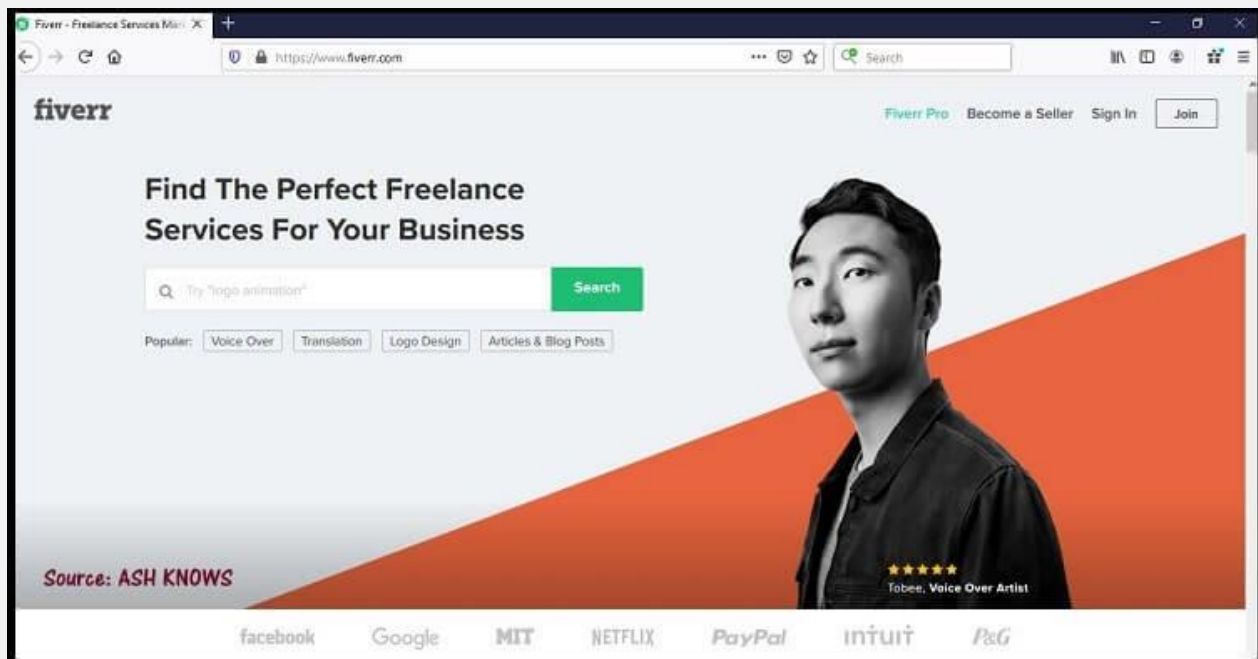 Fiverr - Freelance Services Mar
https://www.fiverr.com
Search
fiverr
Fiverr Pro Become a Seller Sign In Join
Find The Perfect Freelance
Services For Your Business
Try "logo animation"
Search
Popular: Voice Over Translation Logo Design Articles & Blog Posts
Source: ASH KNOWS
Tobee, Voice Over Artist
facebook Google MIT NETFLIX PayPal intuit P&G